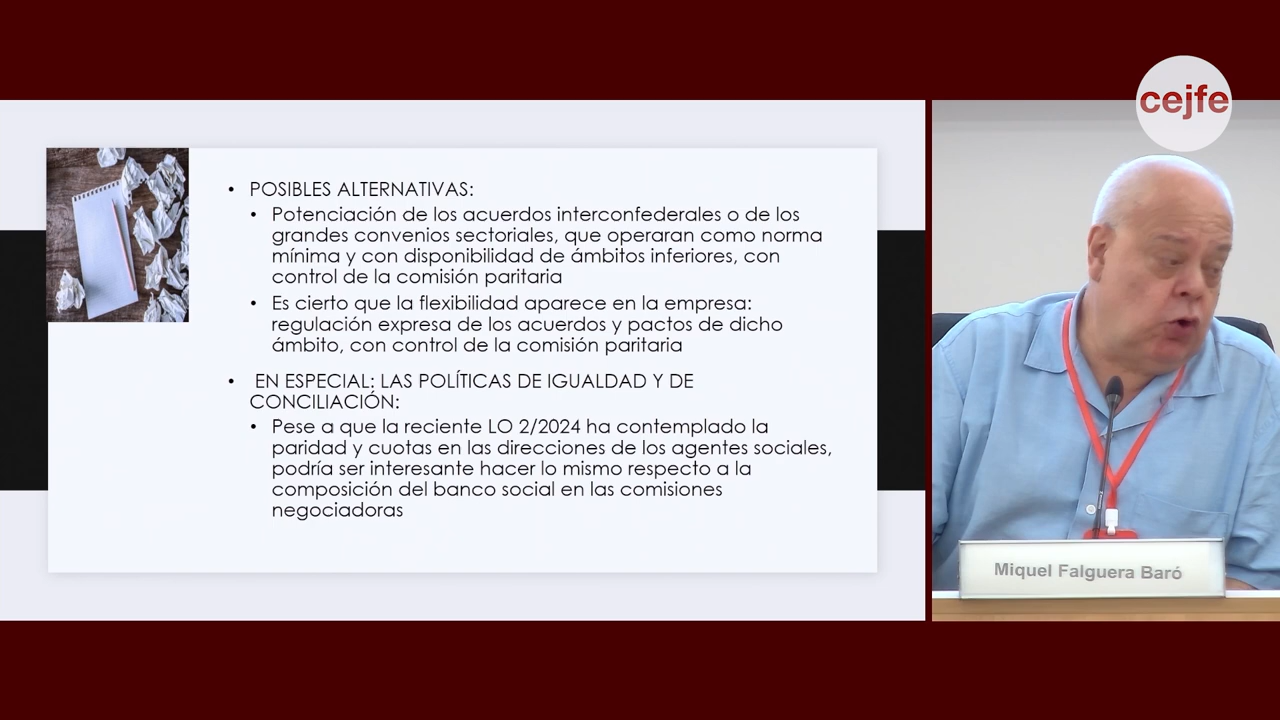 cejfe
• POSIBLES ALTERNATIVAS:
• Potenciación de los acuerdos interconfederales o de los
grandes convenios sectoriales, que operaran como norma
mínima y con disponibilidad de ámbitos inferiores, con
control de la comisión paritaria
• Es cierto que la flexibilidad aparece en la empresa:
regulación expresa de los acuerdos y pactos de dicho
ámbito, con control de la comisión paritaria
• EN ESPECIAL: LAS POLÍTICAS DE IGUALDAD Y DE
CONCILIACIÓN:
• Pese a que la reciente LO 2/2024 ha contemplado la
paridad y cuotas en las direcciones de los agentes sociales,
podría ser interesante hacer lo mismo respecto a la
composición del banco social en las comisiones
negociadoras
Miquel Falguera Baró